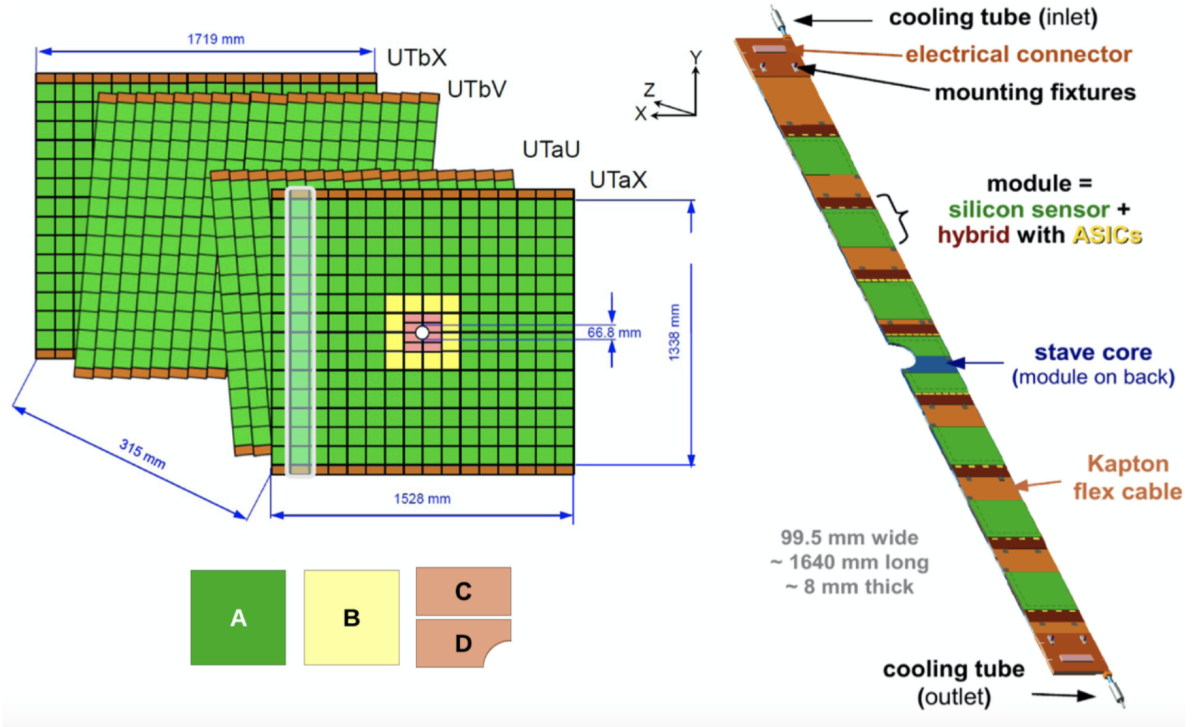 1719 mm
UTbX
UTbV
UTaU
UTaX
66.8 mm
1338 mm
315 mm
1528 mm
A
B
C
D
Y
Z
X
cooling tube (inlet)
electrical connector
mounting fixtures
module =
silicon sensor +
hybrid with ASICs
stave core
(module on back)
Kapton
flex cable
99.5 mm wide
~ 1640 mm long
~ 8 mm thick
cooling tube
(outlet)